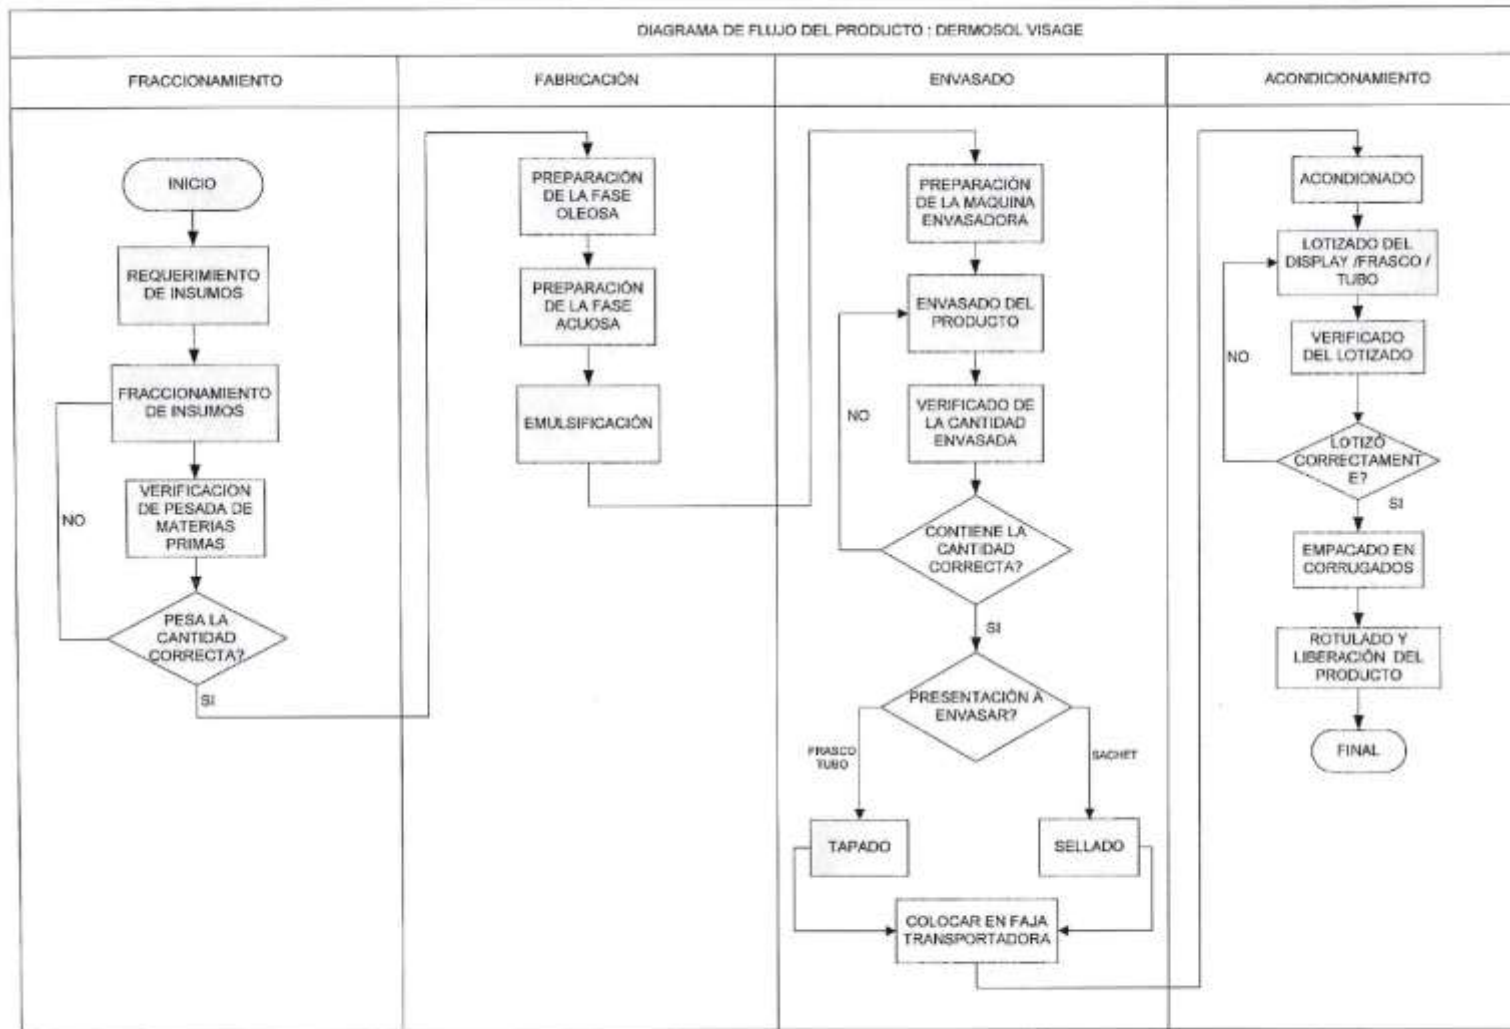 DIAGRAMA DE FLUJO DEL PRODUCTO : DERMOSOL VISAGE
FRACCIONAMIENTO
FABRICACIÓN
ENVASADO
ACONDICIONAMIENTO
INICIO
REQUERIMIENTO
DE INSUMOS
FRACCIONAMIENTO
DE INSUMOS
VERIFICACION
DE PESADA DE
MATERIAS
PRIMAS
NO
PESA LA
CANTIDAD
CORRECTA?
SI
PREPARACIÓN
DE LA FASE
OLEOSA
PREPARACIÓN
DE LA FASE
ACUOSA
EMULSIFICACIÓN
PREPARACIÓN
DE LA MAQUINA
ENVASADORA
ENVASADO DEL
PRODUCTO
NO
VERIFICADO DE
LA CANTIDAD
ENVASADA
CONTIENE LA
CANTIDAD
CORRECTA?
SI
PRESENTACIÓN A
ENVASAR?
FRASCO
TUBO
SACHET
TAPADO
SELLADO
COLOCAR EN FAJA
TRANSPORTADORA
ACONDIONADO
LOTIZADO DEL
DISPLAY /FRASCO /
TUBO
NO
VERIFICADO
DEL LOTIZADO
LOTIZÓ
CORRECTAMENT
E?
SI
EMPACADO EN
CORRUGADOS
ROTULADO Y
LIBERACIÓN DEL
PRODUCTO
FINAL